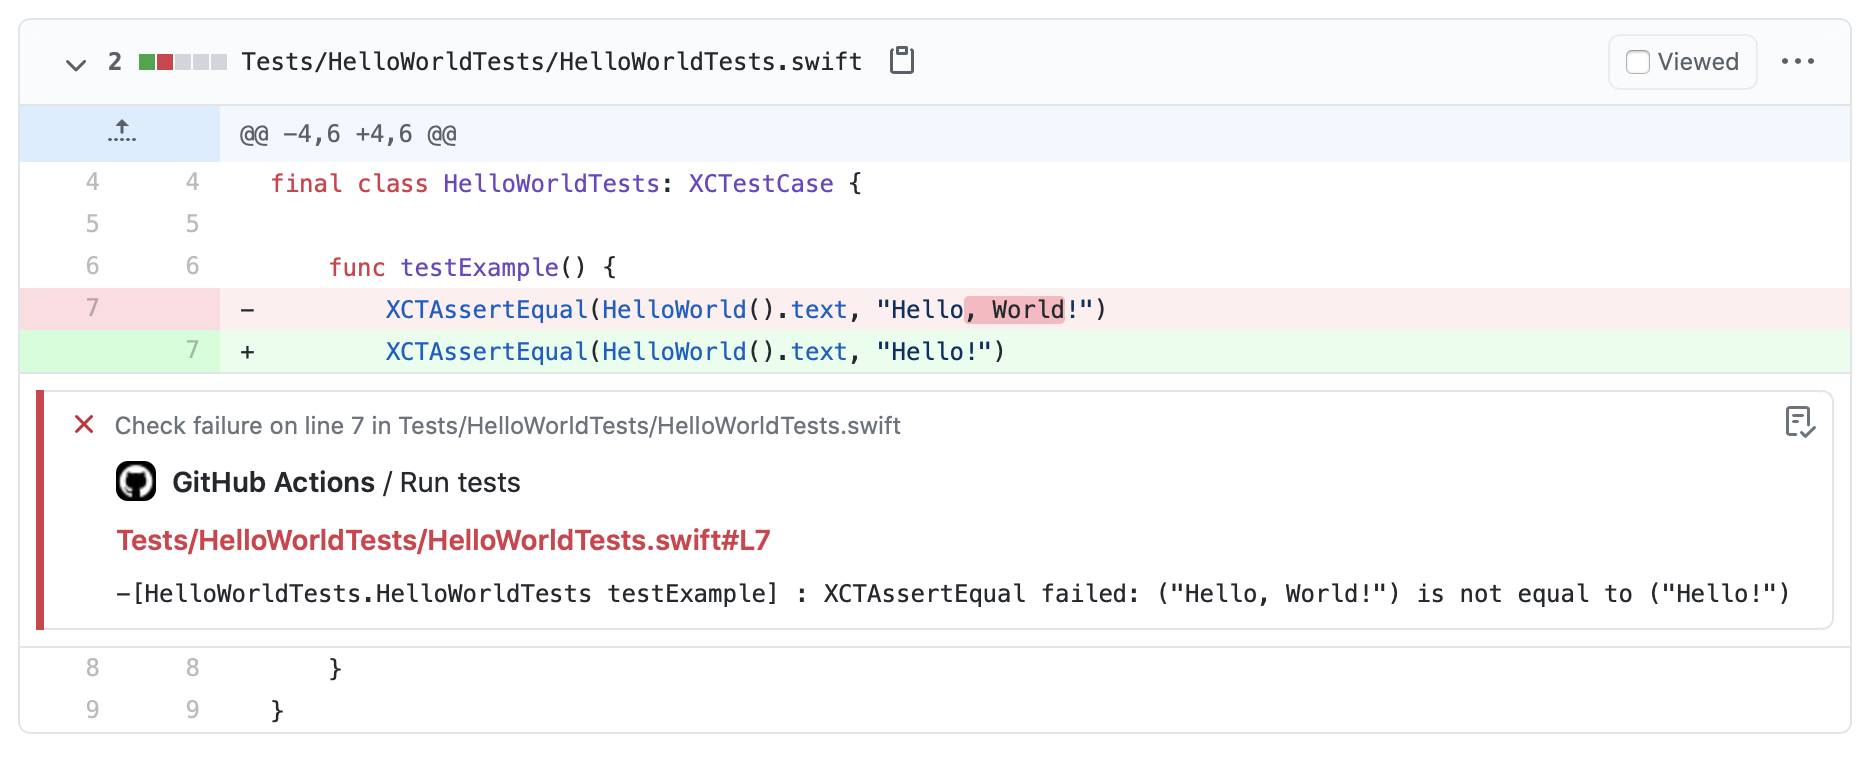 2 Tests/HelloWorldTests/HelloWorldTests.swift Viewed
@@ -4,6 +4,6 @@
4 4 final class HelloWorldTests: XCTestCase {
5 5
6 6 func testExample() {
7 - XCTAssertEqual(HelloWorld().text, "Hello, World!")
7 + XCTAssertEqual(HelloWorld().text, "Hello!")
Check failure on line 7 in Tests/HelloWorldTests/HelloWorldTests.swift
GitHub Actions / Run tests
Tests/HelloWorldTests/HelloWorldTests.swift#L7
-[HelloWorldTests.HelloWorldTests testExample] : XCTAssertEqual failed: ("Hello, World!") is not equal to ("Hello!")
8 8 }
9 9 }